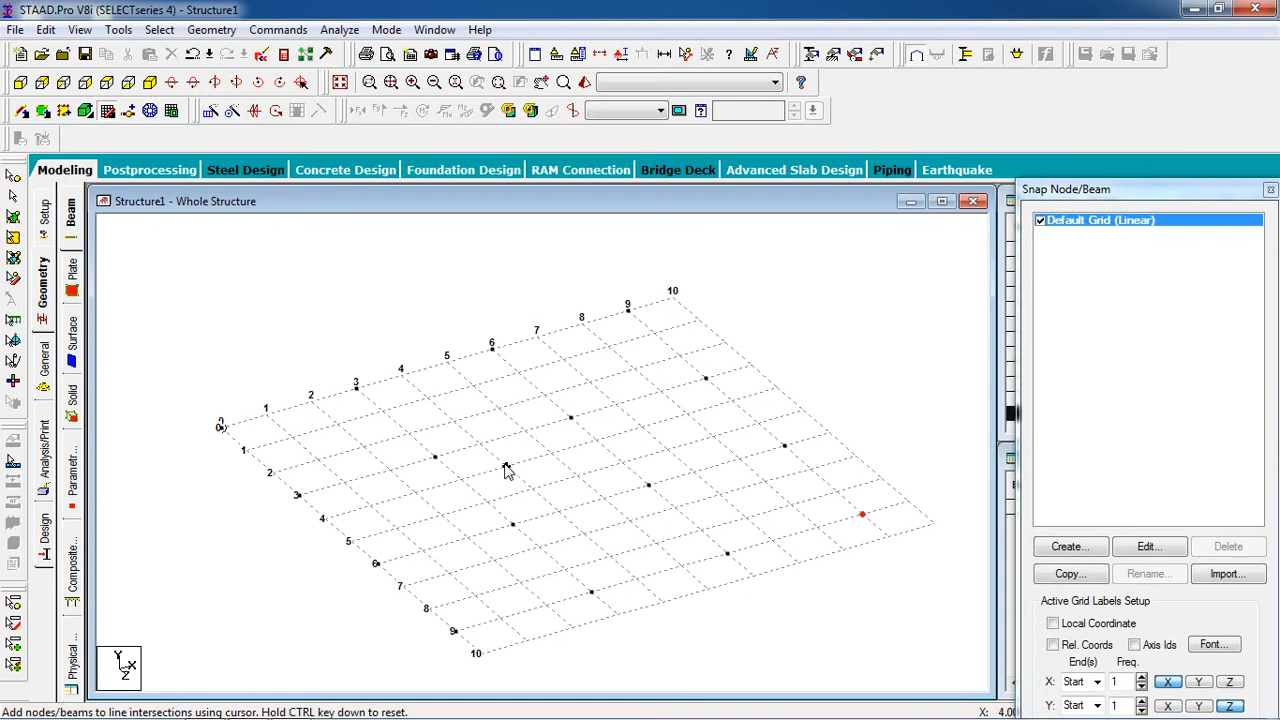 STAAD.Pro V8i (SELECTseries 4) - Structure1
File Edit View Tools Select Geometry Commands Analyze Mode Window Help
Modeling Postprocessing Steel Design Concrete Design Foundation Design RAM Connection Bridge Deck Advanced Slab Design Piping Earthquake
Setup
Geometry
General
Analysis/Print
Design
Beam
Plate
Surface
Solid
Parametr...
Composite...
Physical ...
Structure1 - Whole Structure
10
9
8
7
6
5
4
3
2
1
0
1
2
3
4
5
6
7
8
9
10
Y
X
Z
Snap Node/Beam
Default Grid (Linear)
Create... Edit... Delete
Copy... Rename... Import...
Active Grid Labels Setup
Local Coordinate
Rel. Coords Axis Ids Font...
End(s) Freq.
X: Start 1 X Y Z
Y: Start 1 X Y Z
Add nodes/beams to line intersections using cursor. Hold CTRL key down to reset.